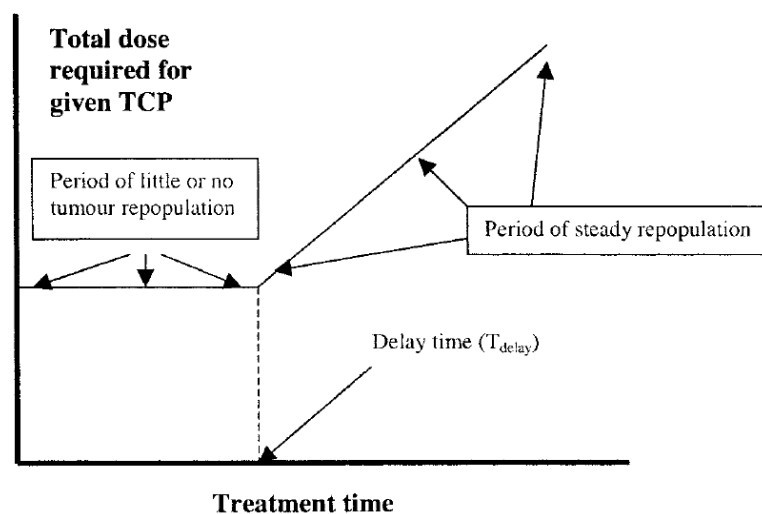 Total dose
required for
given TCP
Period of little or no
tumour repopulation
Period of steady repopulation
Delay time (Tdelay)
Treatment time